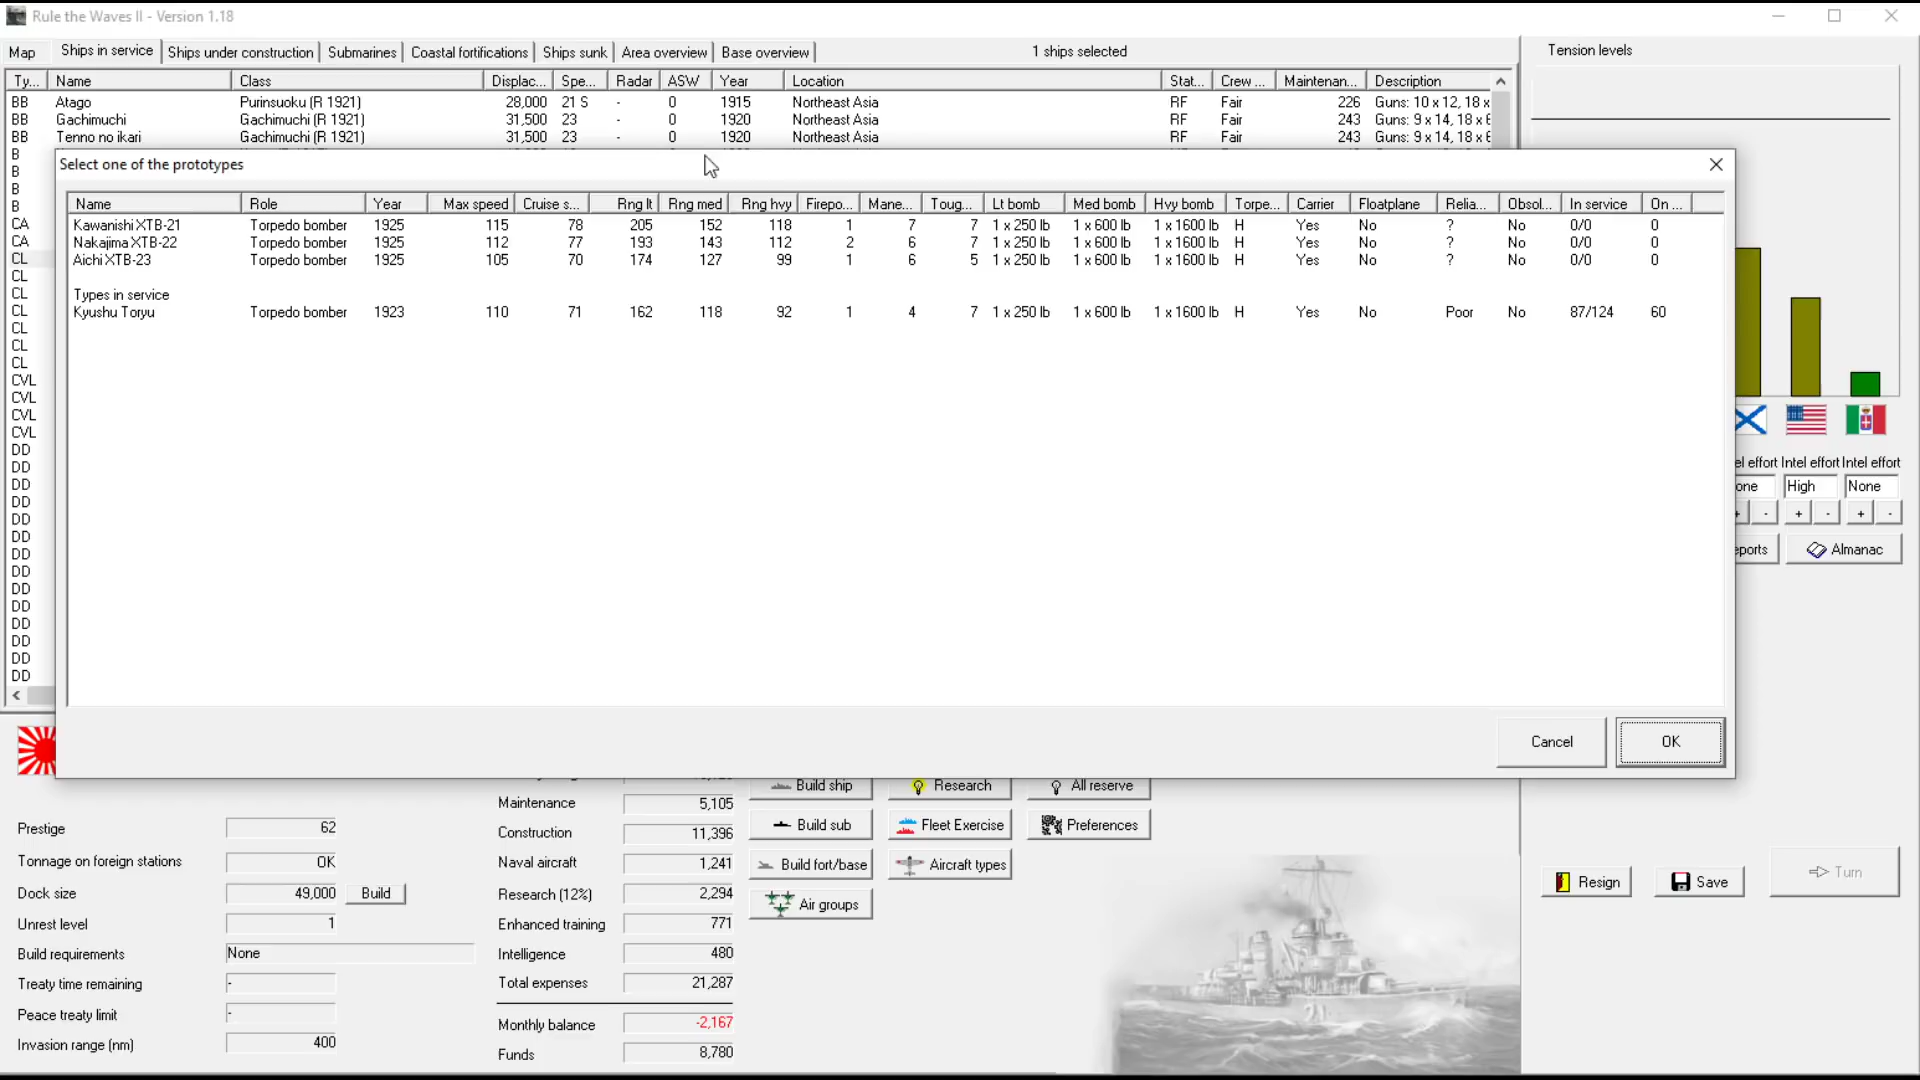 Rule the Waves II - Version 1.18
Map Ships in service Ships under construction Submarines Coastal fortifications Ships sunk Area overview Base overview 1 ships selected Tension levels
Ty... Name Class Displac... Spe... Radar ASW Year Location Stat... Crew ... Maintenan... Description
BB Atago Purinsuoku (R 1921) 28,000 21 S - 0 1915 Northeast Asia RF Fair 226 Guns: 10 x 12, 18 x
BB Gachimuchi Gachimuchi (R 1921) 31,500 23 - 0 1920 Northeast Asia RF Fair 243 Guns: 9 x 14, 18 x 6
BB Tenno no ikari Gachimuchi (R 1921) 31,500 23 - 0 1920 Northeast Asia RF Fair 243 Guns: 9 x 14, 18 x 6
B
B
B
B
CA
CA
CL
CL
CL
CL
CL
CL
CL
CVL
CVL
CVL
CVL
DD
DD
DD
DD
DD
DD
DD
DD
DD
DD
DD
DD
DD
DD
Select one of the prototypes
Name Role Year Max speed Cruise s... Rng lt Rng med Rng hvy Firepo... Mane... Toug... Lt bomb Med bomb Hvy bomb Torpe... Carrier Floatplane Relia... Obsol... In service On ...
Kawanishi XTB-21 Torpedo bomber 1925 115 78 205 152 118 1 7 7 1 x 250 lb 1 x 600 lb 1 x 1600 lb H Yes No ? No 0/0 0
Nakajima XTB-22 Torpedo bomber 1925 112 77 193 143 112 2 6 7 1 x 250 lb 1 x 600 lb 1 x 1600 lb H Yes No ? No 0/0 0
Aichi XTB-23 Torpedo bomber 1925 105 70 174 127 99 1 6 5 1 x 250 lb 1 x 600 lb 1 x 1600 lb H Yes No ? No 0/0 0
Types in service
Kyushu Toryu Torpedo bomber 1923 110 71 162 118 92 1 4 7 1 x 250 lb 1 x 600 lb 1 x 1600 lb H Yes No Poor No 87/124 60
Cancel OK
el effort Intel effort Intel effort
one High None
+ - + - + -
eports Almanac
Prestige 62
Tonnage on foreign stations OK
Dock size 49,000 Build
Unrest level 1
Build requirements None
Treaty time remaining -
Peace treaty limit -
Invasion range (nm) 400
Maintenance 5,105
Construction 11,396
Naval aircraft 1,241
Research (12%) 2,294
Enhanced training 771
Intelligence 480
Total expenses 21,287
Monthly balance -2,167
Funds 8,780
Build ship Research All reserve
Build sub Fleet Exercise Preferences
Build fort/base Aircraft types
Air groups
Resign Save Turn